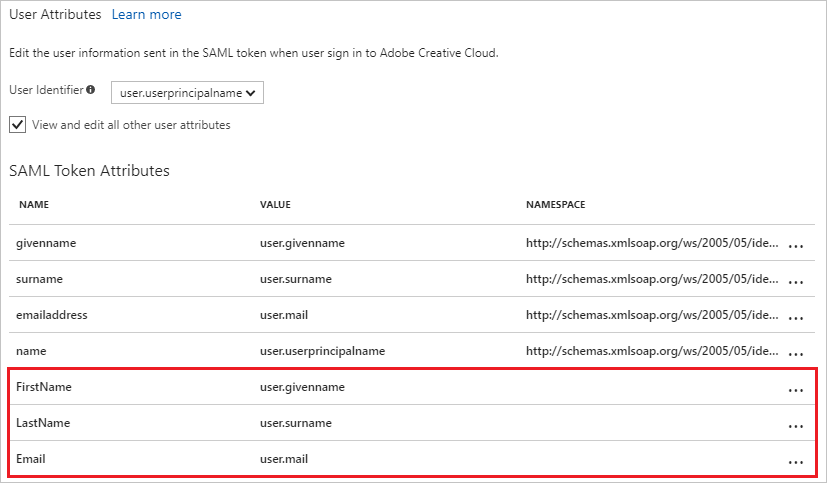 User Attributes Learn more
Edit the user information sent in the SAML token when user sign in to Adobe Creative Cloud.
User Identifier user.userprincipalname
View and edit all other user attributes
SAML Token Attributes
NAME VALUE NAMESPACE
givenname user.givenname http://schemas.xmlsoap.org/ws/2005/05/ide... ...
surname user.surname http://schemas.xmlsoap.org/ws/2005/05/ide... ...
emailaddress user.mail http://schemas.xmlsoap.org/ws/2005/05/ide... ...
name user.userprincipalname http://schemas.xmlsoap.org/ws/2005/05/ide... ...
FirstName user.givenname ...
LastName user.surname ...
Email user.mail ...